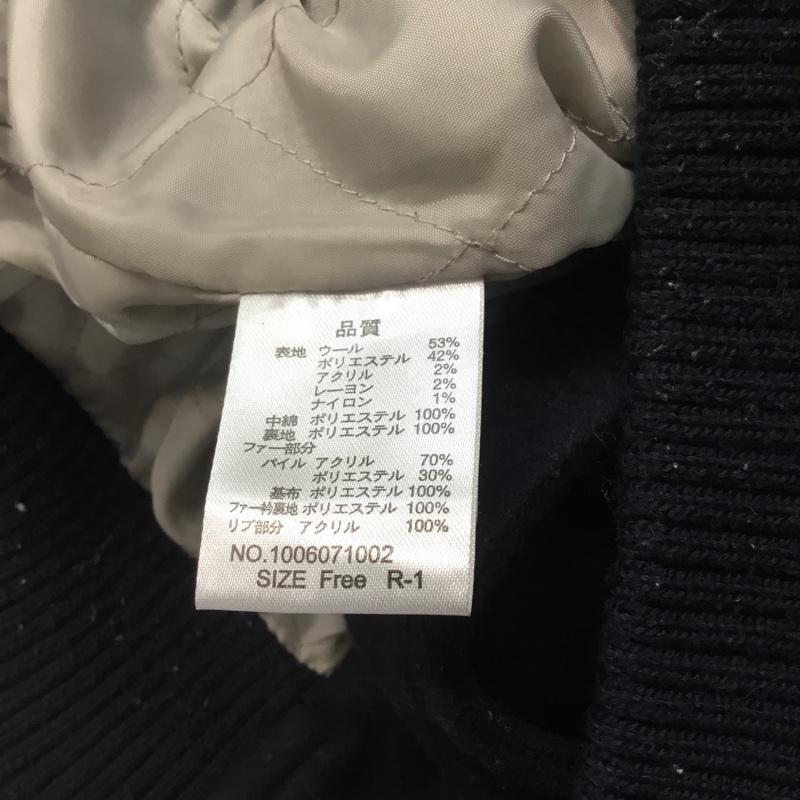 品質
表地 ウール 53%
ポリエステル 42%
アクリル 2%
レーヨン 2%
ナイロン 1%
中綿 ポリエステル 100%
裏地 ポリエステル 100%
ファー部分
パイル アクリル 70%
ポリエステル 30%
基布 ポリエステル 100%
ファー衿裏地 ポリエステル 100%
リブ部分 アクリル 100%
NO.1006071002
SIZE Free R-1